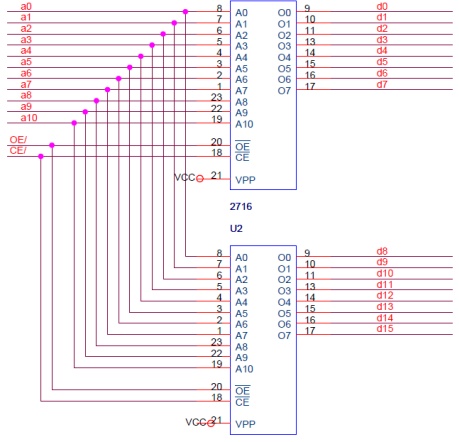 a0 8 A0 O0 9 d0
a1 7 A1 O1 10 d1
a2 6 A2 O2 11 d2
a3 5 A3 O3 13 d3
a4 4 A4 O4 14 d4
a5 3 A5 O5 15 d5
a6 2 A6 O6 16 d6
a7 1 A7 O7 17 d7
a8 23 A8
a9 22 A9
a10 19 A10
OE/ 20 OE
CE/ 18 CE
VCC 21 VPP
2716
U2
8 A0 O0 9 d8
7 A1 O1 10 d9
6 A2 O2 11 d10
5 A3 O3 13 d11
4 A4 O4 14 d12
3 A5 O5 15 d13
2 A6 O6 16 d14
1 A7 O7 17 d15
23 A8
22 A9
19 A10
20 OE
18 CE
VCC 21 VPP